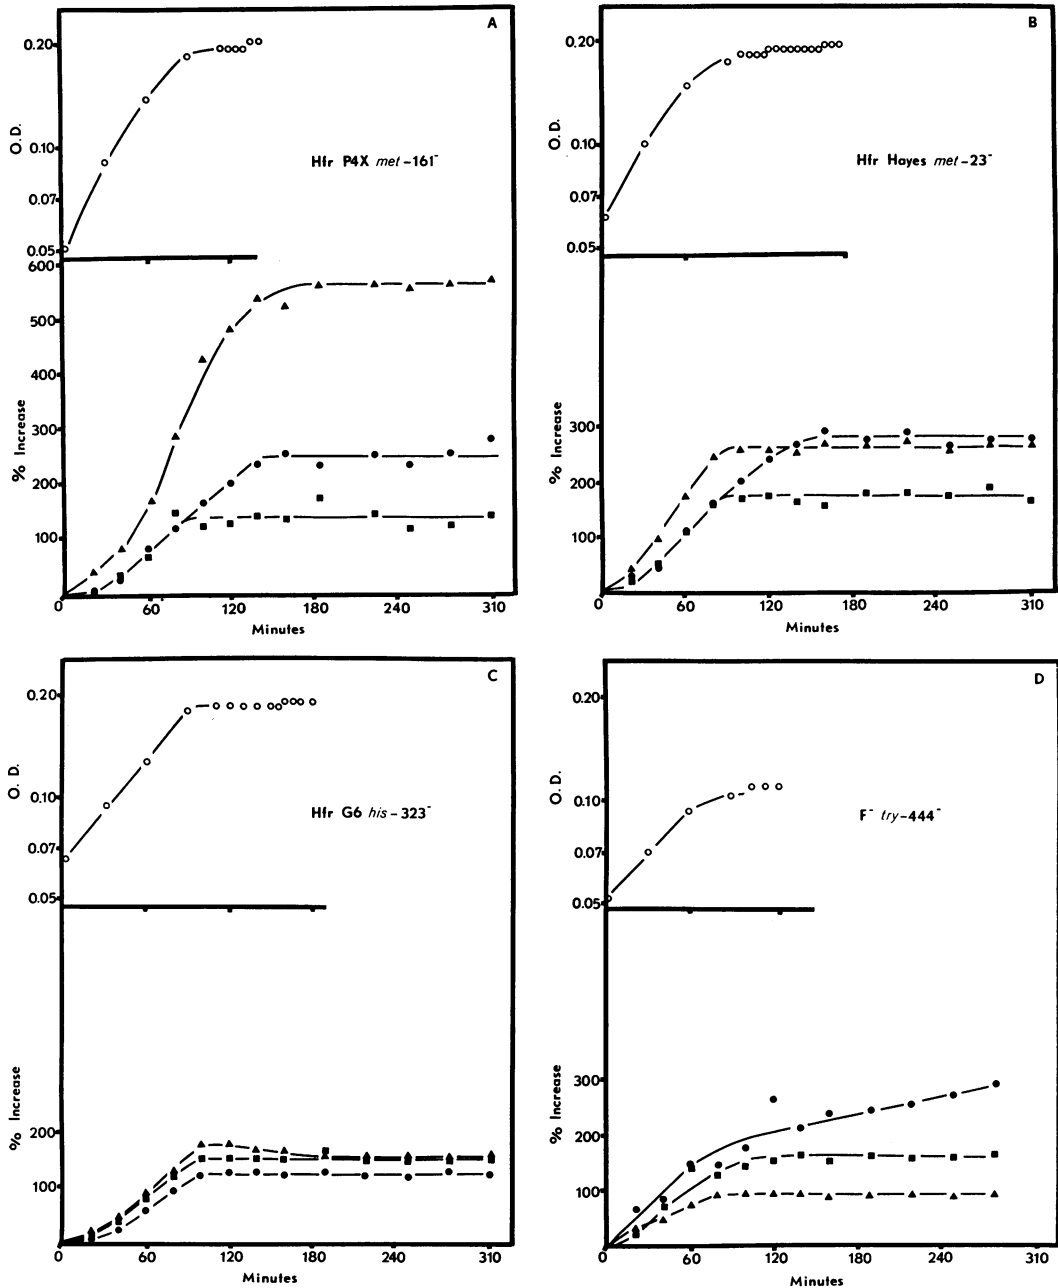 A
0.20
0.10
0.07
0.05
O.D.
Hfr P4X met-161⁻
600
500
400
300
200
100
% Increase
0
60
120
180
240
310
Minutes
B
0.20
0.10
0.07
0.05
O.D.
Hfr Hayes met-23⁻
300
200
100
% Increase
0
60
120
180
240
310
Minutes
C
0.20
0.10
0.07
0.05
O.D.
Hfr G6 his-323⁻
200
100
% Increase
0
60
120
180
240
310
Minutes
D
0.20
0.10
0.07
0.05
O.D.
F⁻ try-444⁻
300
200
100
% Increase
0
60
120
180
240
310
Minutes